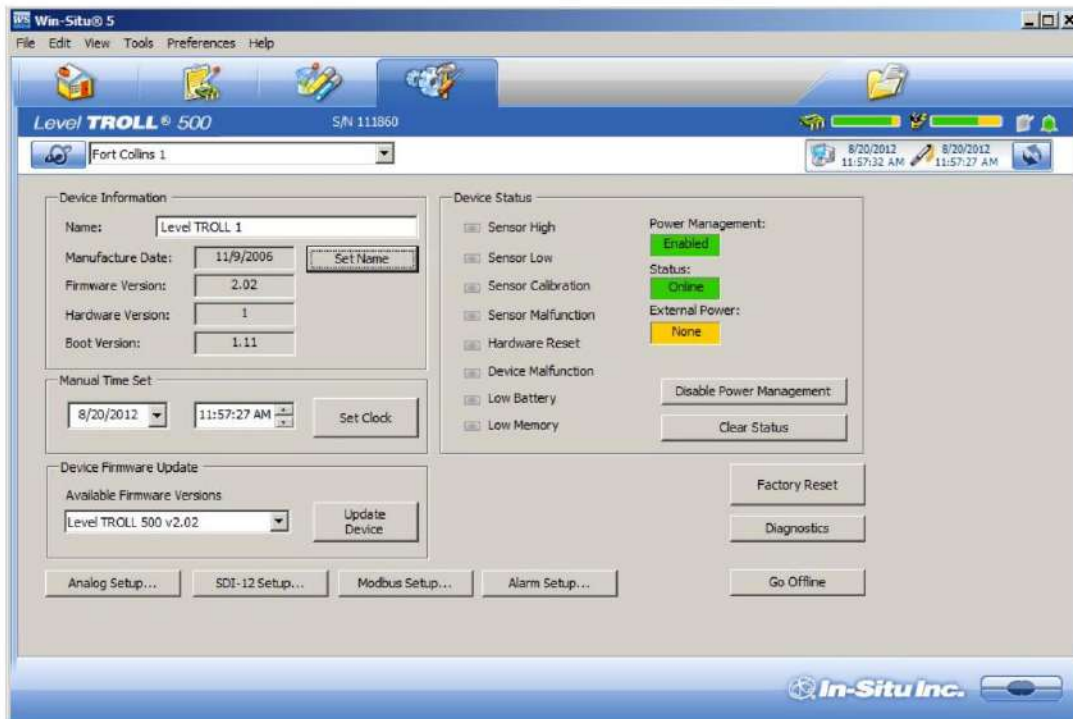 WS Win-Situ® 5
File Edit View Tools Preferences Help
Level TROLL® 500 S/N 111860
Fort Collins 1
8/20/2012 8/20/2012
11:57:32 AM 11:57:27 AM
Device Information
Name: Level TROLL 1
Manufacture Date: 11/9/2006 Set Name
Firmware Version: 2.02
Hardware Version: 1
Boot Version: 1.11
Manual Time Set
8/20/2012 11:57:27 AM Set Clock
Device Firmware Update
Available Firmware Versions
Level TROLL 500 v2.02 Update Device
Device Status
Sensor High
Sensor Low
Sensor Calibration
Sensor Malfunction
Hardware Reset
Device Malfunction
Low Battery
Low Memory
Power Management:
Enabled
Status:
Online
External Power:
None
Disable Power Management
Clear Status
Factory Reset
Diagnostics
Analog Setup... SDI-12 Setup... Modbus Setup... Alarm Setup... Go Offline
In-Situ Inc.